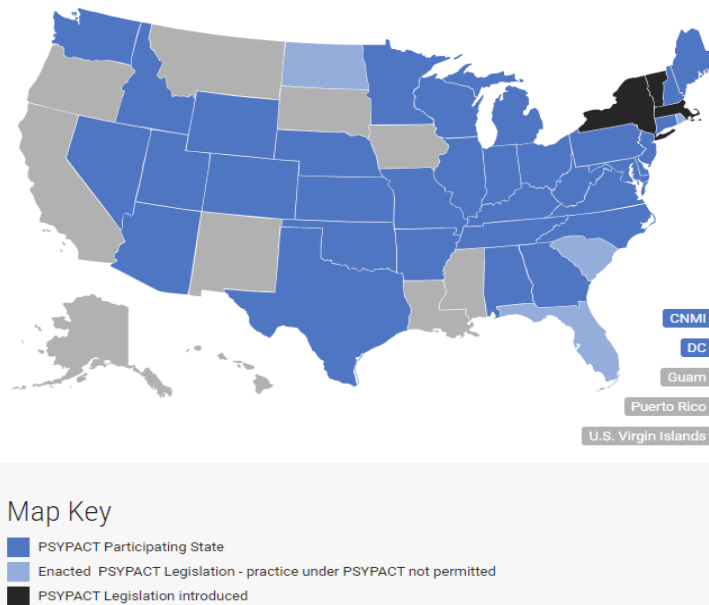 CNMI
DC
Guam
Puerto Rico
U.S. Virgin Islands
Map Key
PSYPACT Participating State
Enacted PSYPACT Legislation - practice under PSYPACT not permitted
PSYPACT Legislation introduced